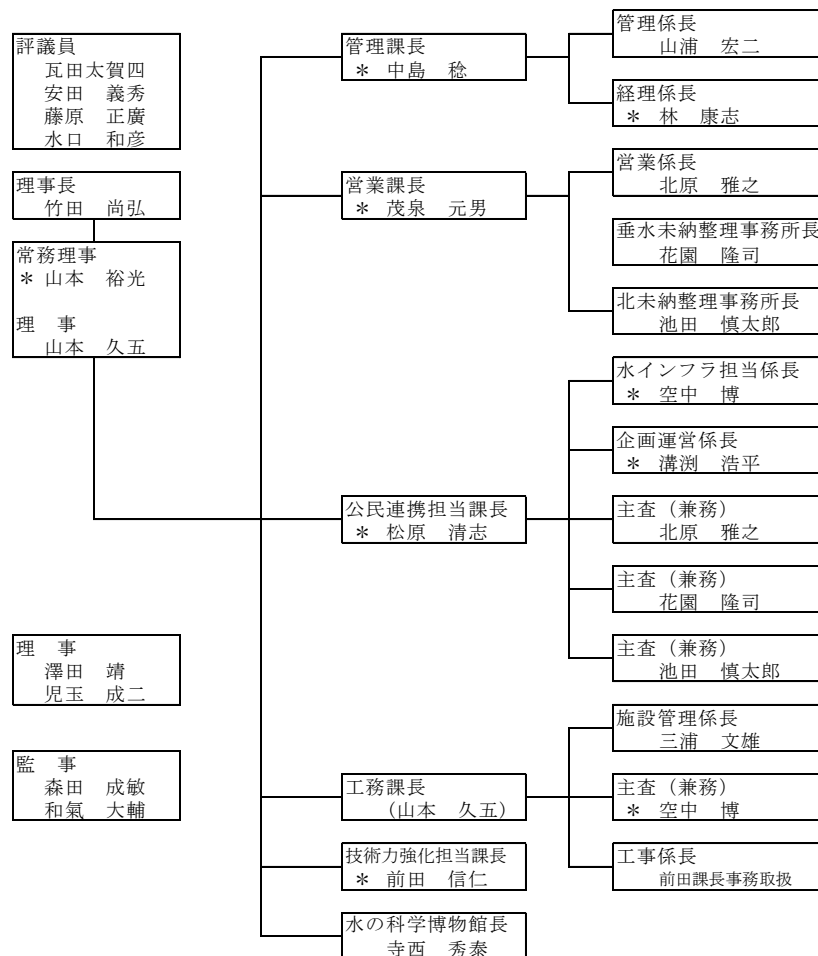 評議員
瓦田太賀四
安田　義秀
藤原　正廣
水口　和彦
理事長
竹田　尚弘
常務理事
＊ 山本　裕光
理　事
山本　久五
理　事
澤田　靖
児玉　成二
監　事
森田　成敏
和氣　大輔
管理課長
＊ 中島　稔
営業課長
＊ 茂泉　元男
公民連携担当課長
＊ 松原　清志
工務課長
（山本　久五）
技術力強化担当課長
＊ 前田　信仁
水の科学博物館長
寺西　秀泰
管理係長
山浦　宏二
経理係長
＊ 林　康志
営業係長
北原　雅之
垂水未納整理事務所長
花園　隆司
北未納整理事務所長
池田　慎太郎
水インフラ担当係長
＊ 空中　博
企画運営係長
＊ 溝渕　浩平
主査（兼務）
北原　雅之
主査（兼務）
花園　隆司
主査（兼務）
池田　慎太郎
施設管理係長
三浦　文雄
主査（兼務）
＊ 空中　博
工事係長
前田課長事務取扱